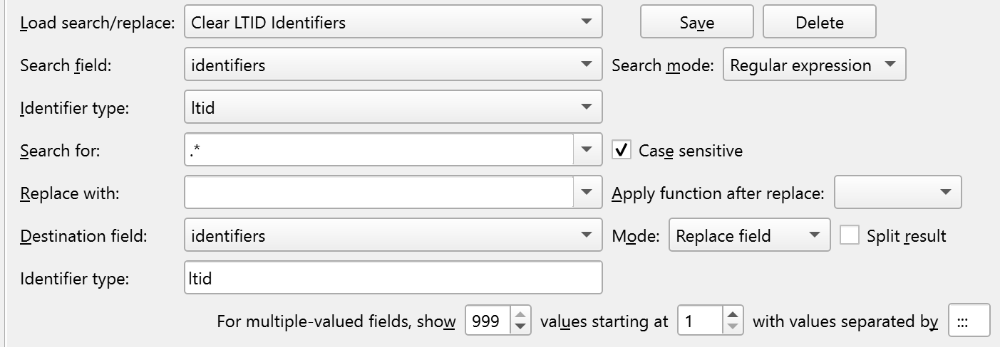 Load search/replace: Clear LTID Identifiers Save Delete
Search field: identifiers Search mode: Regular expression
Identifier type: ltid
Search for: .* Case sensitive
Replace with: Apply function after replace:
Destination field: identifiers Mode: Replace field Split result
Identifier type: ltid
For multiple-valued fields, show 999 values starting at 1 with values separated by :::